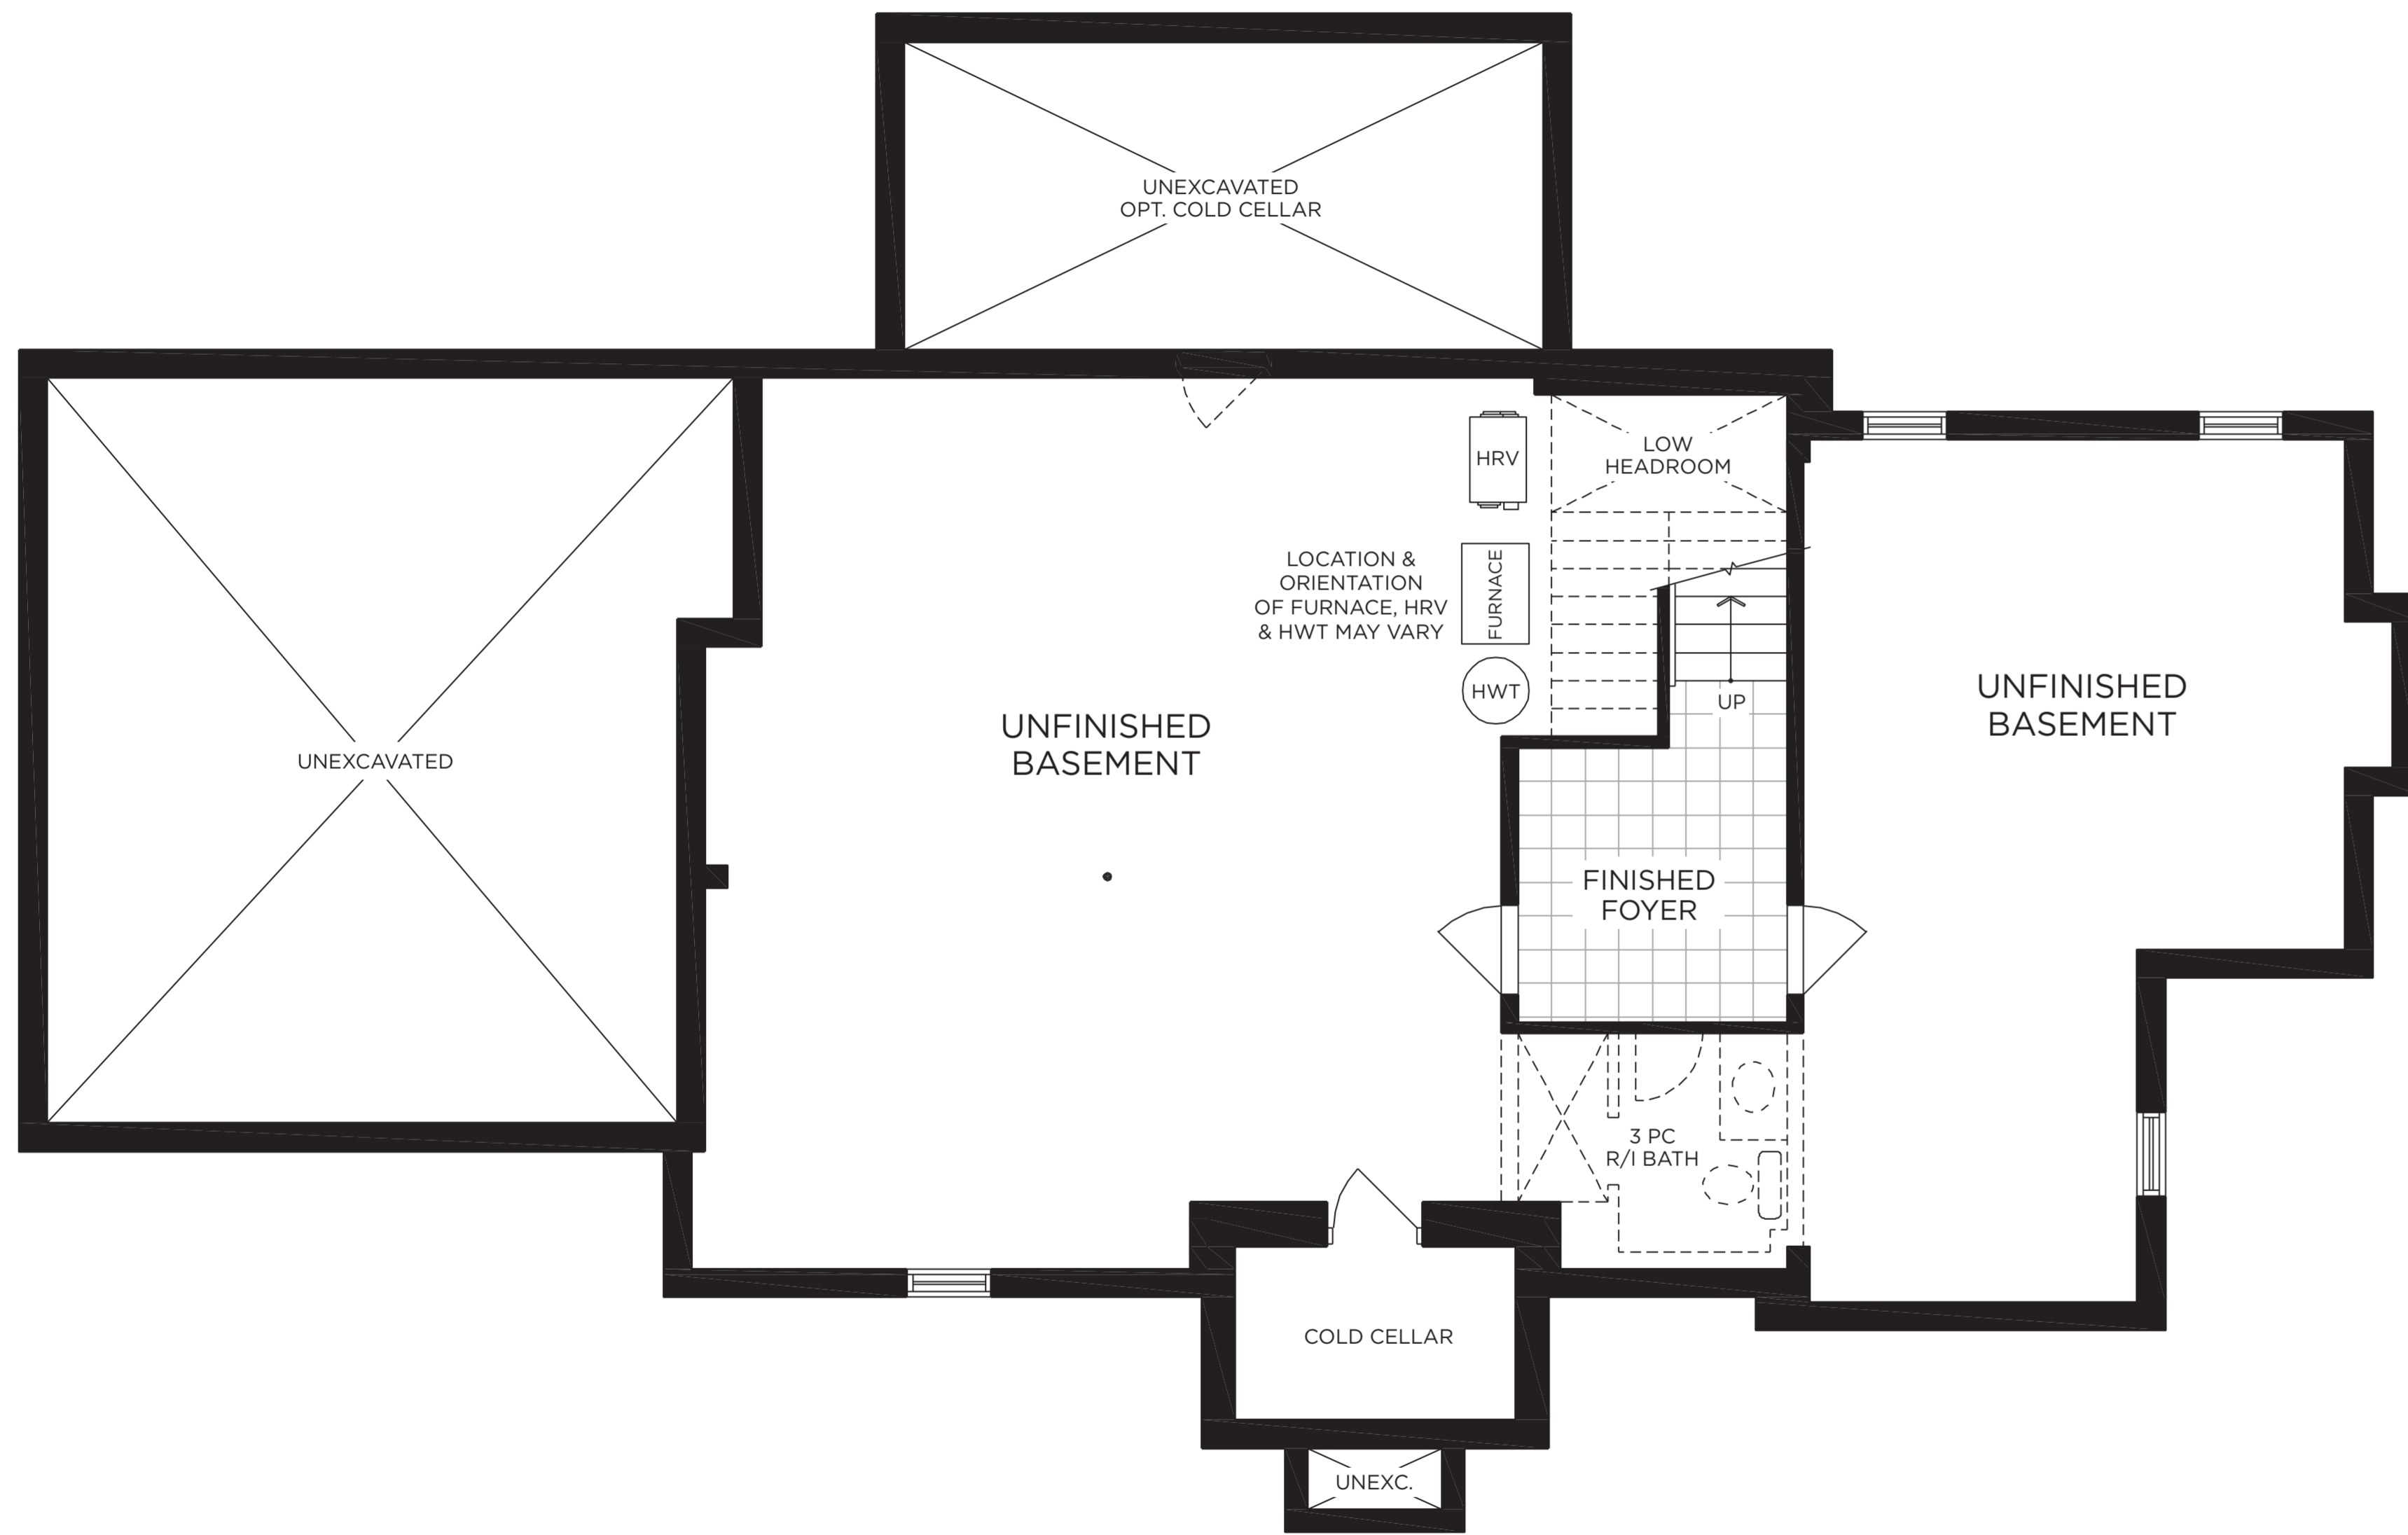 UNEXCAVATED
OPT. COLD CELLAR
LOW
HEADROOM
HRV
LOCATION &
ORIENTATION
OF FURNACE, HRV
& HWT MAY VARY
FURNACE
HWT
UP
UNFINISHED
BASEMENT
UNFINISHED
BASEMENT
UNEXCAVATED
FINISHED
FOYER
3 PC
R/I BATH
COLD CELLAR
UNEXC.